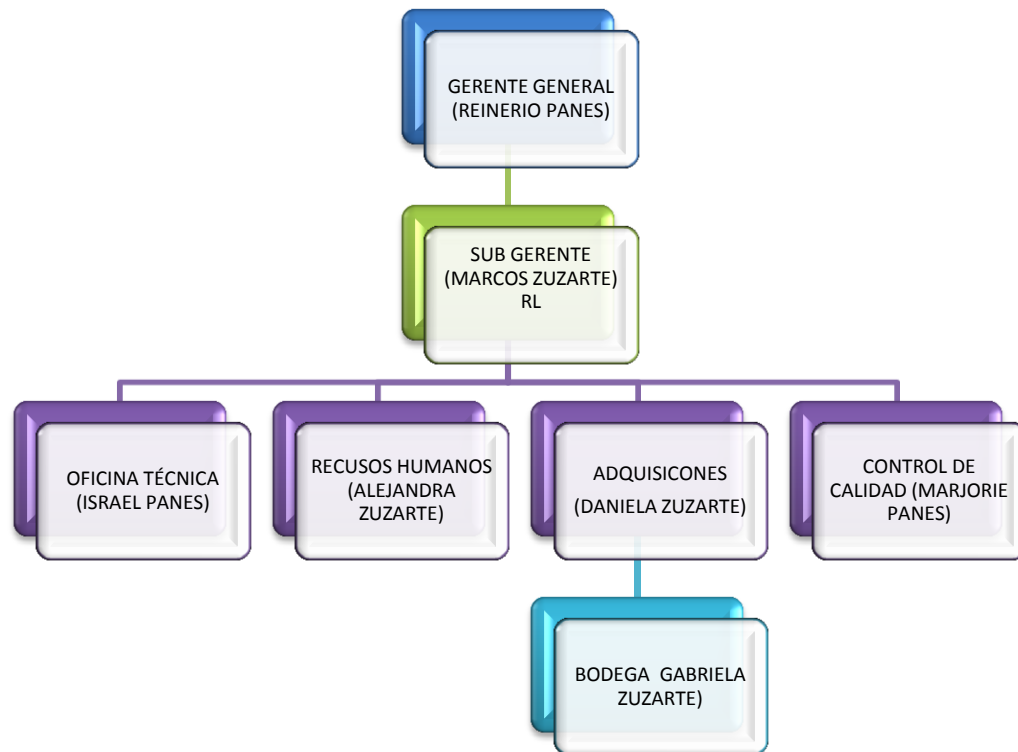 GERENTE GENERAL
(REINERIO PANES)
SUB GERENTE
(MARCOS ZUZARTE)
RL
OFICINA TÉCNICA
(ISRAEL PANES)
RECUSOS HUMANOS
(ALEJANDRA
ZUZARTE)
ADQUISICONES
(DANIELA ZUZARTE)
CONTROL DE
CALIDAD (MARJORIE
PANES)
BODEGA  GABRIELA
ZUZARTE)